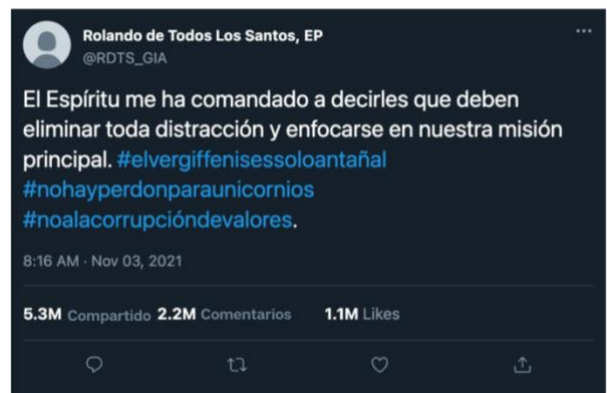 Rolando de Todos Los Santos, EP
@RDTS_GIA
El Espíritu me ha comandado a decirles que deben
eliminar toda distracción y enfocarse en nuestra misión
principal. #elvergiffenisessoloantañal
#nohayperdonparaunicornios
#noalacorrupcióndevalores.
8:16 AM · Nov 03, 2021
5.3M Compartido 2.2M Comentarios 1.1M Likes